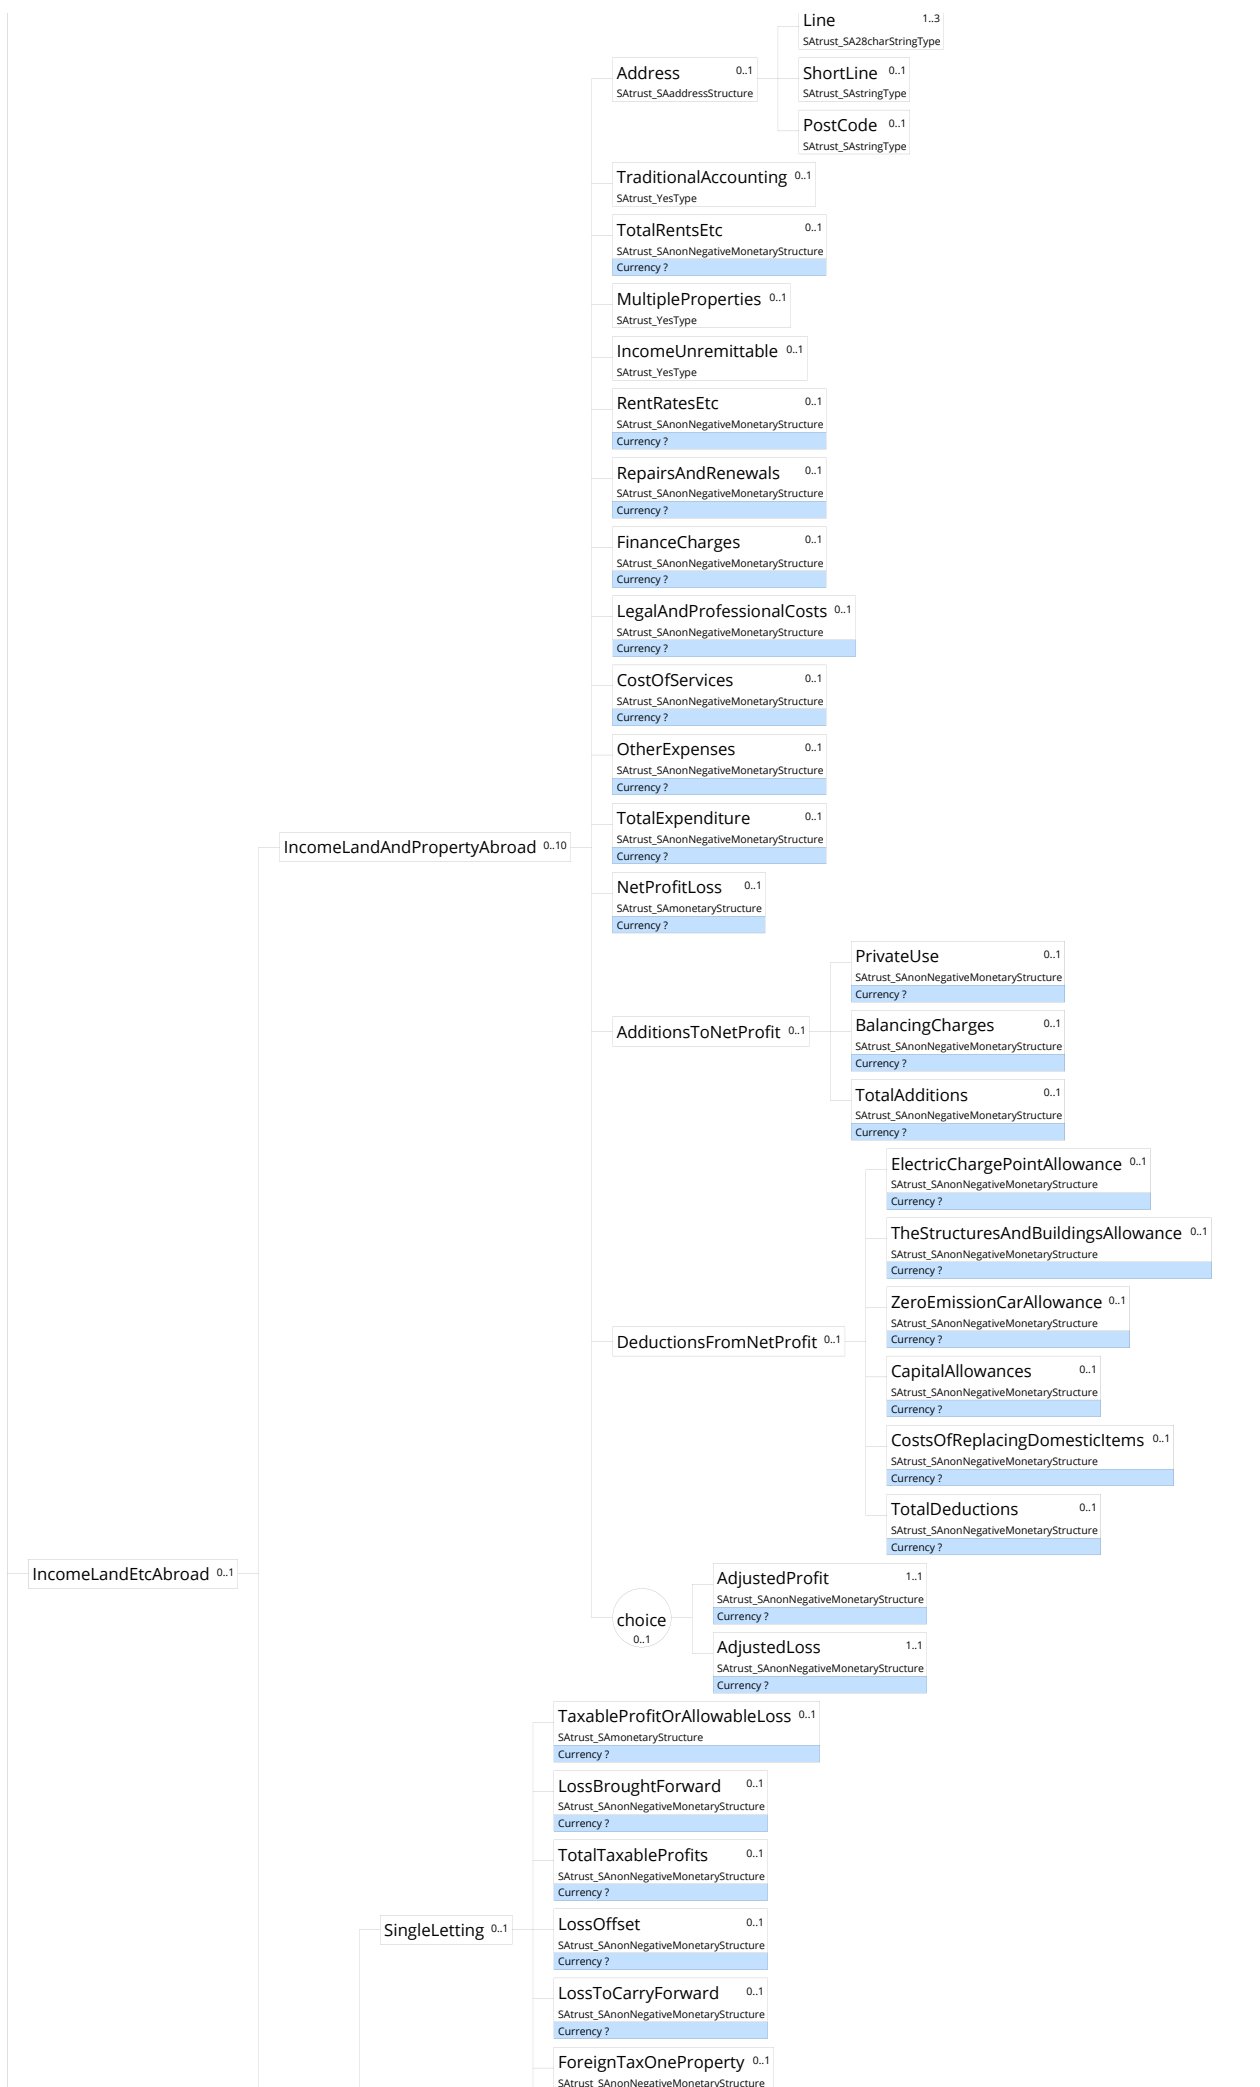 Line 1..3
SAtrust_SA28charStringType
Address 0..1
SAtrust_SAaddressStructure
ShortLine 0..1
SAtrust_SAstringType
PostCode 0..1
SAtrust_SAstringType
TraditionalAccounting 0..1
SAtrust_YesType
TotalRentsEtc 0..1
SAtrust_SAnonNegativeMonetaryStructure
Currency ?
MultipleProperties 0..1
SAtrust_YesType
IncomeUnremittable 0..1
SAtrust_YesType
RentRatesEtc 0..1
SAtrust_SAnonNegativeMonetaryStructure
Currency ?
RepairsAndRenewals 0..1
SAtrust_SAnonNegativeMonetaryStructure
Currency ?
FinanceCharges 0..1
SAtrust_SAnonNegativeMonetaryStructure
Currency ?
LegalAndProfessionalCosts 0..1
SAtrust_SAnonNegativeMonetaryStructure
Currency ?
CostOfServices 0..1
SAtrust_SAnonNegativeMonetaryStructure
Currency ?
OtherExpenses 0..1
SAtrust_SAnonNegativeMonetaryStructure
Currency ?
TotalExpenditure 0..1
SAtrust_SAnonNegativeMonetaryStructure
Currency ?
IncomeLandAndPropertyAbroad 0..10
NetProfitLoss 0..1
SAtrust_SAmonetaryStructure
Currency ?
PrivateUse 0..1
SAtrust_SAnonNegativeMonetaryStructure
Currency ?
AdditionsToNetProfit 0..1
BalancingCharges 0..1
SAtrust_SAnonNegativeMonetaryStructure
Currency ?
TotalAdditions 0..1
SAtrust_SAnonNegativeMonetaryStructure
Currency ?
ElectricChargePointAllowance 0..1
SAtrust_SAnonNegativeMonetaryStructure
Currency ?
TheStructuresAndBuildingsAllowance 0..1
SAtrust_SAnonNegativeMonetaryStructure
Currency ?
ZeroEmissionCarAllowance 0..1
SAtrust_SAnonNegativeMonetaryStructure
Currency ?
DeductionsFromNetProfit 0..1
CapitalAllowances 0..1
SAtrust_SAnonNegativeMonetaryStructure
Currency ?
CostsOfReplacingDomesticItems 0..1
SAtrust_SAnonNegativeMonetaryStructure
Currency ?
TotalDeductions 0..1
SAtrust_SAnonNegativeMonetaryStructure
Currency ?
IncomeLandEtcAbroad 0..1
AdjustedProfit 1..1
SAtrust_SAnonNegativeMonetaryStructure
Currency ?
choice
0..1
AdjustedLoss 1..1
SAtrust_SAnonNegativeMonetaryStructure
Currency ?
TaxableProfitOrAllowableLoss 0..1
SAtrust_SAmonetaryStructure
Currency ?
LossBroughtForward 0..1
SAtrust_SAnonNegativeMonetaryStructure
Currency ?
TotalTaxableProfits 0..1
SAtrust_SAnonNegativeMonetaryStructure
Currency ?
SingleLetting 0..1
LossOffset 0..1
SAtrust_SAnonNegativeMonetaryStructure
Currency ?
LossToCarryForward 0..1
SAtrust_SAnonNegativeMonetaryStructure
Currency ?
ForeignTaxOneProperty 0..1
SAtrust_SAnonNegativeMonetaryStructure